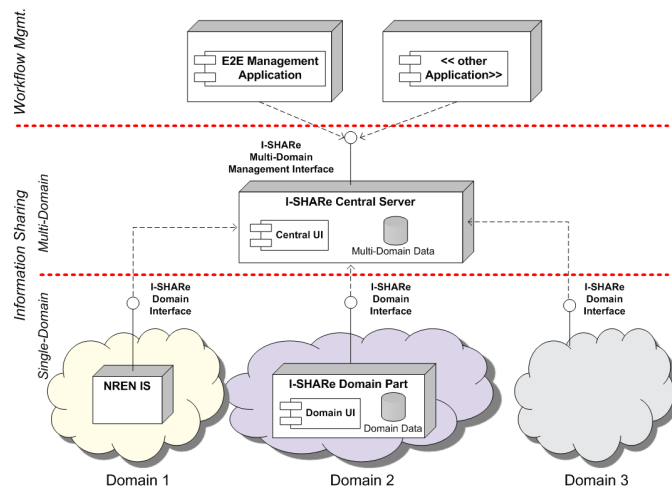 Workflow Mgmt.
E2E Management
Application
<< other
Application>>
I-SHARe
Multi-Domain
Management Interface
Information Sharing
Multi-Domain
I-SHARe Central Server
Central UI
Multi-Domain Data
Single-Domain
I-SHARe
Domain
Interface
I-SHARe
Domain
Interface
I-SHARe
Domain
Interface
NREN IS
I-SHARe Domain Part
Domain UI
Domain Data
Domain 1
Domain 2
Domain 3